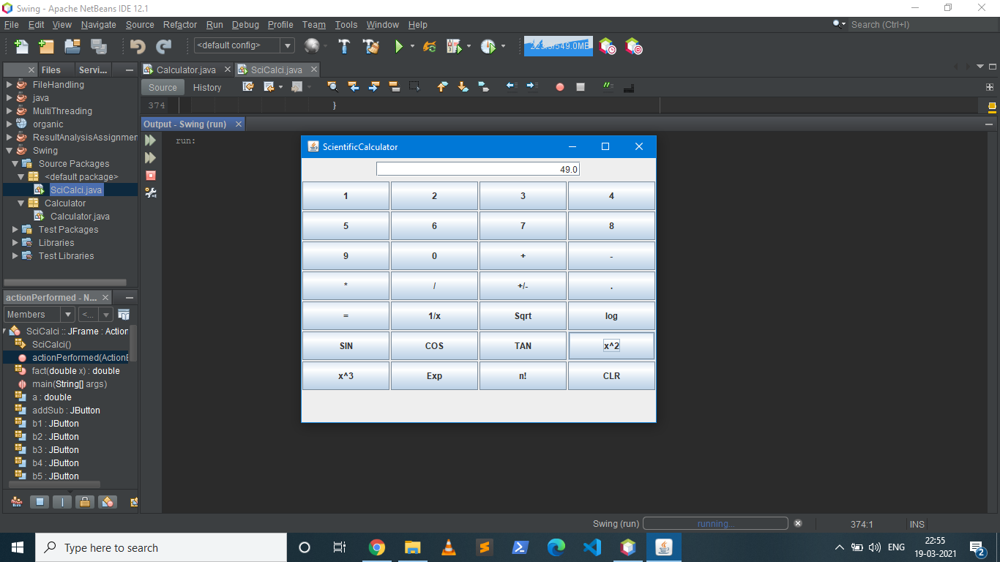 Swing - Apache NetBeans IDE 12.1
File Edit View Navigate Source Refactor Run Debug Profile Team Tools Window Help
Search (Ctrl+I)
<default config>
Files Servi...
Calculator.java SciCalci.java
Source History
FileHandling
java
MultiThreading
organic
ResultAnalysisAssignmen
Swing
Source Packages
<default package>
SciCalci.java
Calculator
Calculator.java
Test Packages
Libraries
Test Libraries
374 }
Output - Swing (run)
run:
ScientificCalculator
49.0
1 2 3 4
5 6 7 8
9 0 + -
* / +/- .
= 1/x Sqrt log
SIN COS TAN x^2
x^3 Exp n! CLR
actionPerformed - N...
Members <...
SciCalci :: JFrame : Action
SciCalci()
actionPerformed(ActionE
fact(double x) : double
main(String[] args)
a : double
addSub : JButton
b1 : JButton
b2 : JButton
b3 : JButton
b4 : JButton
b5 : JButton
Swing (run) running... 374:1 INS
Type here to search
ENG
22:55
19-03-2021
2